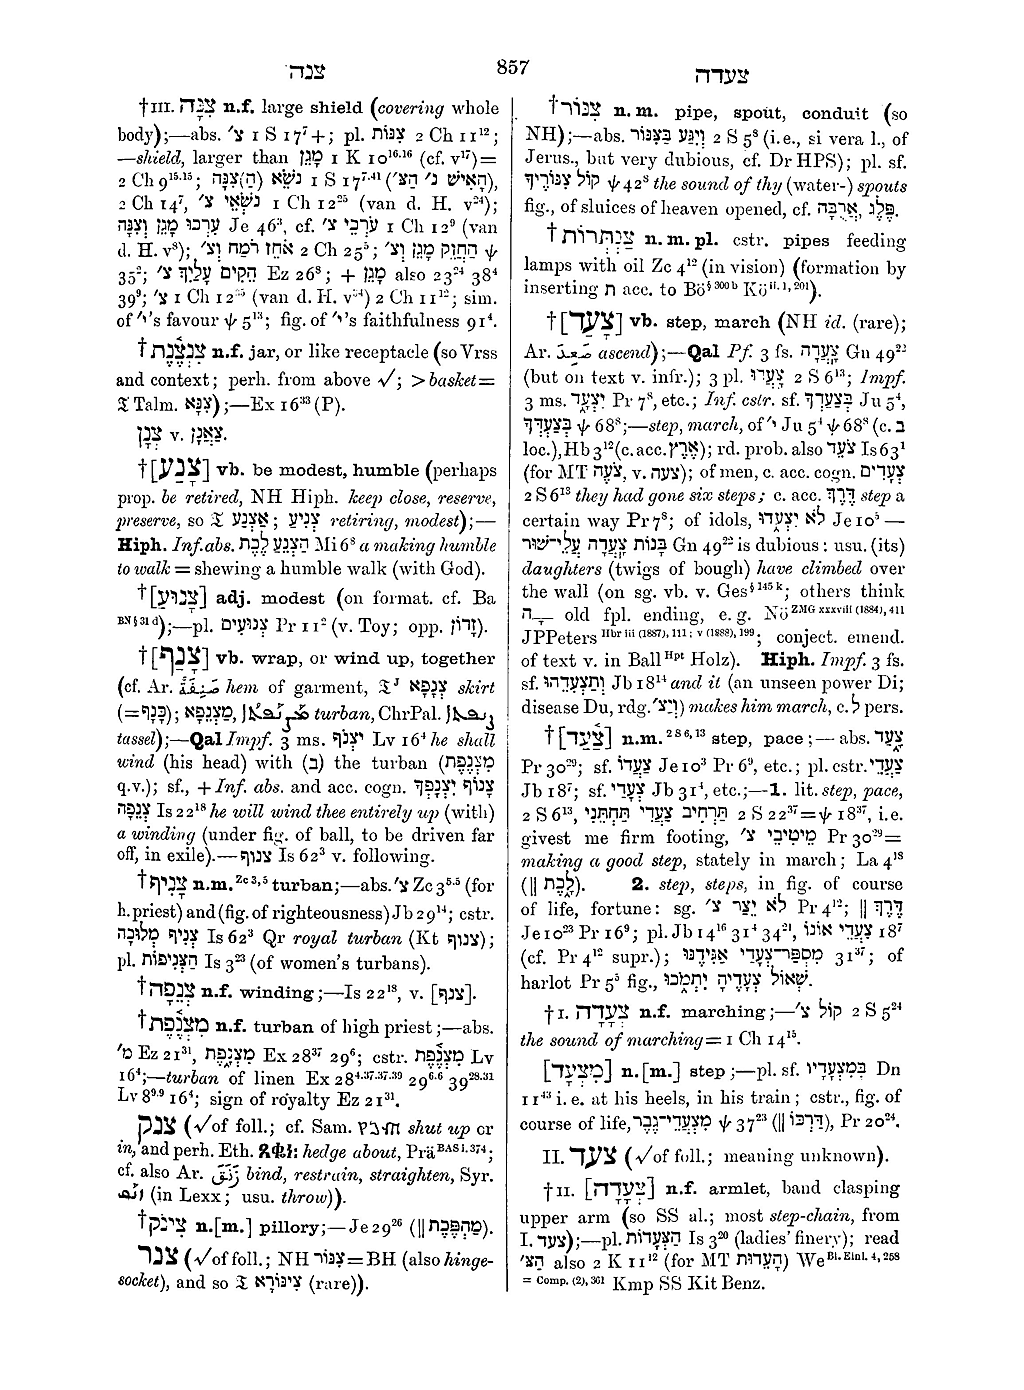 צנה
857
צעדה
†III. צִנָּה n.f. large shield (covering whole
body);—abs. צ׳ 1 S 17⁷+; pl. צִנּוֹת 2 Ch 11¹²;
—shield, larger than מָגֵן 1 K 10¹⁶·¹⁶ (cf. v¹⁷)=
2 Ch 9¹⁵·¹⁵; נֹשֵׂא (הַ)צִּנָּה 1 S 17⁷·⁴¹ (הָאִישׁ נ׳ הַצּ׳),
2 Ch 14⁷, נֹשְׂאֵי צ׳ 1 Ch 12²⁵ (van d. H. v²⁴);
עִרְכוּ מָגֵן וְצִנָּה Je 46³, cf. עֹרְכֵי צ׳ 1 Ch 12⁹ (van
d. H. v⁸); אֹחֵז רֹמַח וְצ׳ 2 Ch 25⁵; הַחֲזֵק מָגֵן וְצ׳ ψ
35²; הֵקִים עָלַיִךְ צ׳ Ez 26⁸; + מָגֵן also 23²⁴ 38⁴
39⁹; צ׳ 1 Ch 12³⁵ (van d. H. v³⁴) 2 Ch 11¹²; sim.
of י׳'s favour ψ 5¹³; fig. of י׳'s faithfulness 91⁴.
†צִנְצֶ֫נֶת n.f. jar, or like receptacle (so Vrss
and context; perh. from above √; > basket=
𝔗 Talm. צִנָּא);—Ex 16³³ (P).
צָנָן v. צַאֲנָן.
†[צָנַע] vb. be modest, humble (perhaps
prop. be retired, NH Hiph. keep close, reserve,
preserve, so 𝔗 אַצְנַע; צְנִיעַ retiring, modest);—
Hiph. Inf. abs. הַצְנֵעַ לֶכֶת Mi 6⁸ a making humble
to walk = shewing a humble walk (with God).
†[צָנוּעַ] adj. modest (on format. cf. Ba
BN § 31 d);—pl. צְנוּעִים Pr 11² (v. Toy; opp. זָדוֹן).
†[צָנַף] vb. wrap, or wind up, together
(cf. Ar. صَنِفَةٌ hem of garment, 𝔗ᴶ צִנְפָא skirt
(=כָּנָף); מִצְנְפָא, turban, ChrPal.
tassel);—Qal Impf. 3 ms. יִצְנֹף Lv 16⁴ he shall
wind (his head) with (ב) the turban (מִצְנֶפֶת
q.v.); sf., + Inf. abs. and acc. cogn. צָנוֹף יִצְנָפְךָ
צְנֵפָה Is 22¹⁸ he will wind thee entirely up (with)
a winding (under fig. of ball, to be driven far
off, in exile).—צנוף Is 62³ v. following.
†צָנִיף n.m. Zc 3, 5 turban;—abs. צ׳ Zc 3⁵·⁵ (for
h. priest) and (fig. of righteousness) Jb 29¹⁴; cstr.
צְנִיף מְלוּכָה Is 62³ Qr royal turban (Kt צנוף);
pl. הַצְּנִיפוֹת Is 3²³ (of women's turbans).
†צְנֵפָה n.f. winding;—Is 22¹⁸, v. [צנף].
†מִצְנֶ֫פֶת n.f. turban of high priest;—abs.
מ׳ Ez 21³¹, מִצְנָפֶת Ex 28³⁷ 29⁶; cstr. מִצְנֶפֶת Lv
16⁴;—turban of linen Ex 28⁴·³⁷·³⁷·³⁹ 29⁶·⁶ 39²⁸·³¹
Lv 8⁹·⁹ 16⁴; sign of royalty Ez 21³¹.
צנק (√ of foll.; cf. Sam. shut up or
in, and perh. Eth. hedge about, Prä BAS i. 374;
cf. also Ar. زَنَقَ bind, restrain, straighten, Syr.
(in Lexx; usu. throw)).
†צִינֹק n.[m.] pillory;—Je 29²⁶ (|| מַהְפֶּכֶת).
צנר (√ of foll.; NH צִנּוֹר = BH (also hinge-
socket), and so 𝔗 צִינּוֹרָא (rare)).
†צִנּוֹר n. m. pipe, spout, conduit (so
NH);—abs. וְיִגַּע בַּצִּנּוֹר 2 S 5⁸ (i.e., si vera l., of
Jerus., but very dubious, cf. Dr HPS); pl. sf.
קוֹל צִנּוֹרֶיךָ ψ 42⁸ the sound of thy (water-) spouts
fig., of sluices of heaven opened, cf. פֶּלֶג, אֲרֻבָּה.
†צַנְתְּרוֹת n. m. pl. cstr. pipes feeding
lamps with oil Zc 4¹² (in vision) (formation by
inserting ת acc. to Bö § 300 b Kö ii. 1, 201).
†[צָעַד] vb. step, march (NH id. (rare);
Ar. صَعِدَ ascend);—Qal Pf. 3 fs. צָעֲדָה Gn 49²²
(but on text v. infr.); 3 pl. צָעֲדוּ 2 S 6¹³; Impf.
3 ms. יִצְעָד Pr 7⁸, etc.; Inf. cstr. sf. בְּצַעְדְּךָ Ju 5⁴,
בְּצַעְדֶּךָ ψ 68⁸;—step, march, of י׳ Ju 5⁴ ψ 68⁸ (c. ב
loc.), Hb 3¹² (c. acc. אֶרֶץ); rd. prob. also צֹעֵד Is 63¹
(for MT צֹעֶה, v. צעה); of men, c. acc. cogn. צְעָדִים
2 S 6¹³ they had gone six steps; c. acc. דֶּרֶךְ step a
certain way Pr 7⁸; of idols, לֹא יִצְעָדוּ Je 10⁵ —
בָּנוֹת צָעֲדָה עֲלֵי־שׁוּר Gn 49²² is dubious: usu. (its)
daughters (twigs of bough) have climbed over
the wall (on sg. vb. v. Ges § 145 k; others think
ָה— old fpl. ending, e. g. Nö ZMG xxxviii (1884), 411
JPPeters Hbr iii (1887), 111; v (1888), 199; conject. emend.
of text v. in Ball Hpt Holz). Hiph. Impf. 3 fs.
sf. וְתַצְעִדֵהוּ Jb 18¹⁴ and it (an unseen power Di;
disease Du, rdg. וְיַצ׳) makes him march, c. לְ pers.
†[צַ֫עַד] n.m. 2 S 6, 13 step, pace;—abs. צָעַד
Pr 30²⁹; sf. צַעֲדוֹ Je 10³ Pr 6⁹, etc.; pl. cstr. צַעֲדֵי
Jb 18⁷; sf. צְעָדַי Jb 31⁴, etc.;—1. lit. step, pace,
2 S 6¹³, תַּרְחִיב צַעֲדִי תַחְתֵּנִי 2 S 22³⁷=ψ 18³⁷, i.e.
givest me firm footing, מֵיטִיבֵי צ׳ Pr 30²⁹=
making a good step, stately in march; La 4¹⁸
(|| לֶכֶת). 2. step, steps, in fig. of course
of life, fortune: sg. לֹא יֵצַר צ׳ Pr 4¹²; || דֶּרֶךְ
Je 10²³ Pr 16⁹; pl. Jb 14¹⁶ 31⁴ 34²¹, צַעֲדֵי אוֹנוֹ 18⁷
(cf. Pr 4¹² supr.); מִסְפַּר־צְעָדַי אַגִּידֶנּוּ 31³⁷; of
harlot Pr 5⁵ fig., שְׁאוֹל צְעָדֶיהָ יִתְמֹכוּ.
†I. צְעָדָה n.f. marching;—קוֹל צ׳ 2 S 5²⁴
the sound of marching = 1 Ch 14¹⁵.
[מִצְעָד] n.[m.] step;—pl. sf. בְּמִצְעָדָיו Dn
11⁴³ i. e. at his heels, in his train; cstr., fig. of
course of life, מִצְעֲדֵי־גֶבֶר ψ 37²³ (|| דַּרְכּוֹ), Pr 20²⁴.
II. צעד (√ of foll.; meaning unknown).
†II. [צְעָדָה] n.f. armlet, band clasping
upper arm (so SS al.; most step-chain, from
I. צעד);—pl. הַצְּעָדוֹת Is 3²⁰ (ladies' finery); read
הַצּ׳ also 2 K 11¹² (for MT הָעֵדוּת) We Bl. Einl. 4, 258
= Comp. (2), 361 Kmp SS Kit Benz.